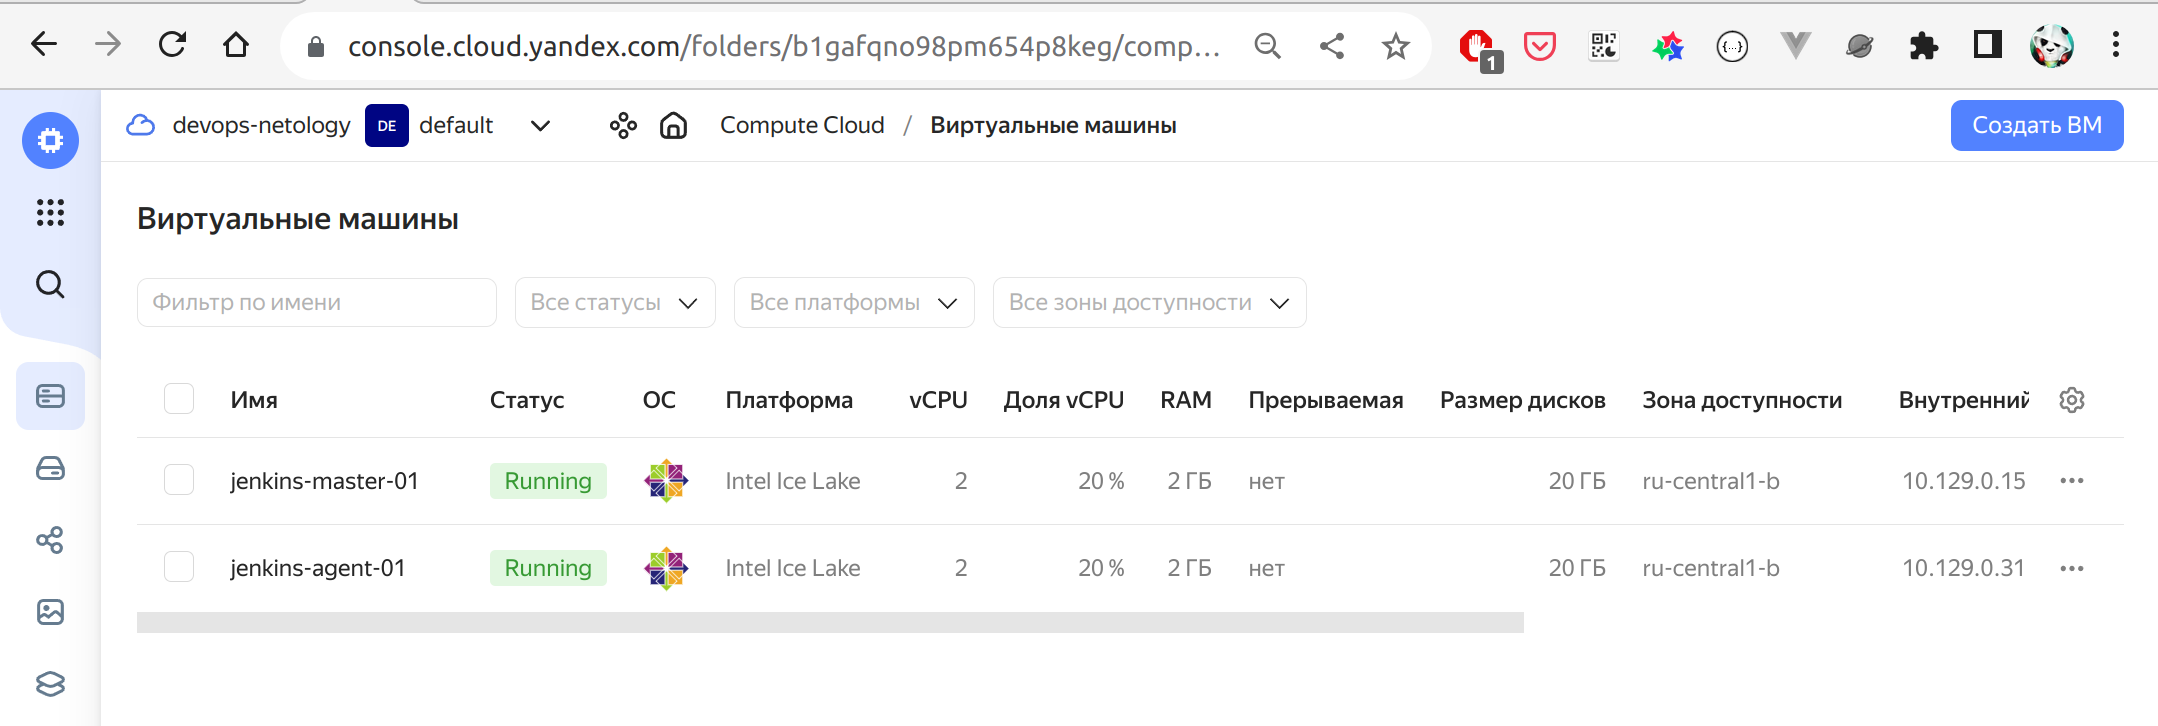 console.cloud.yandex.com/folders/b1gafqno98pm654p8keg/comp...
1
devops-netology DE default Compute Cloud / Виртуальные машины Создать ВМ
Виртуальные машины
Фильтр по имени Все статусы Все платформы Все зоны доступности
Имя Статус ОС Платформа vCPU Доля vCPU RAM Прерываемая Размер дисков Зона доступности Внутренний
jenkins-master-01 Running Intel Ice Lake 2 20 % 2 ГБ нет 20 ГБ ru-central1-b 10.129.0.15
jenkins-agent-01 Running Intel Ice Lake 2 20 % 2 ГБ нет 20 ГБ ru-central1-b 10.129.0.31